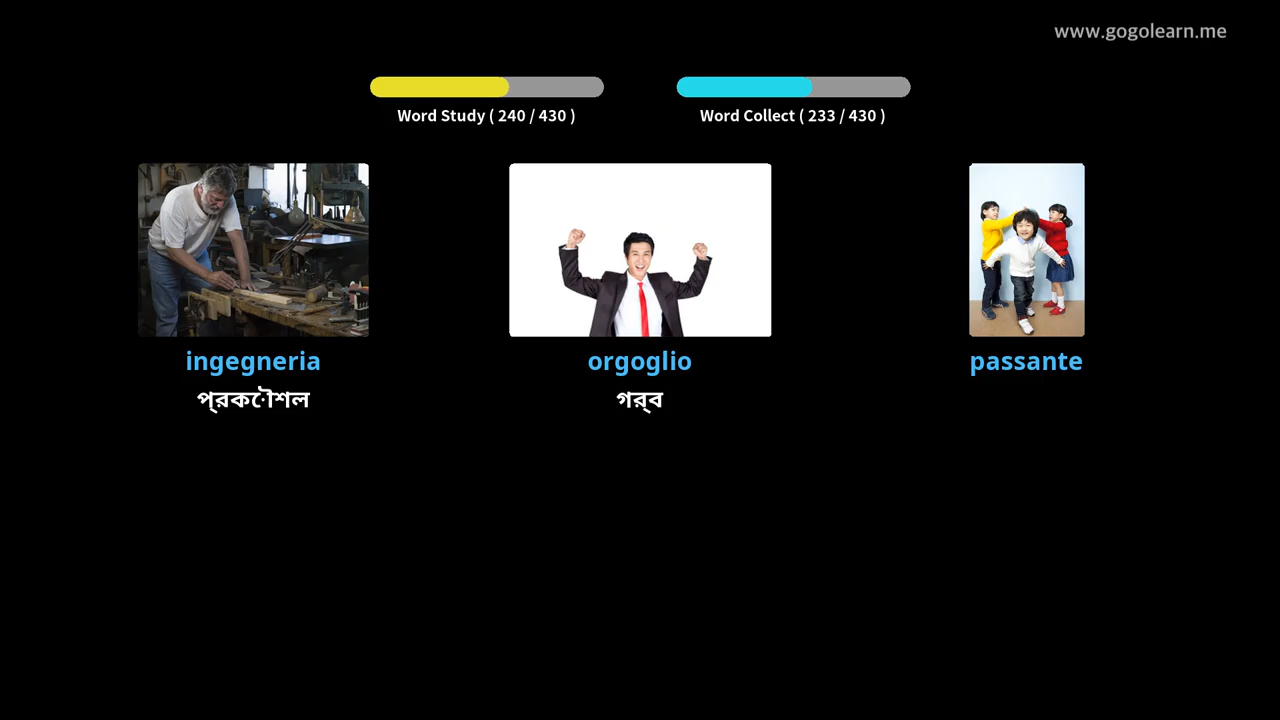 www.gogolearn.me
Word Study ( 240 / 430 )
Word Collect ( 233 / 430 )
ingegneria
orgoglio
passante
প্রকৌশল
গর্ব